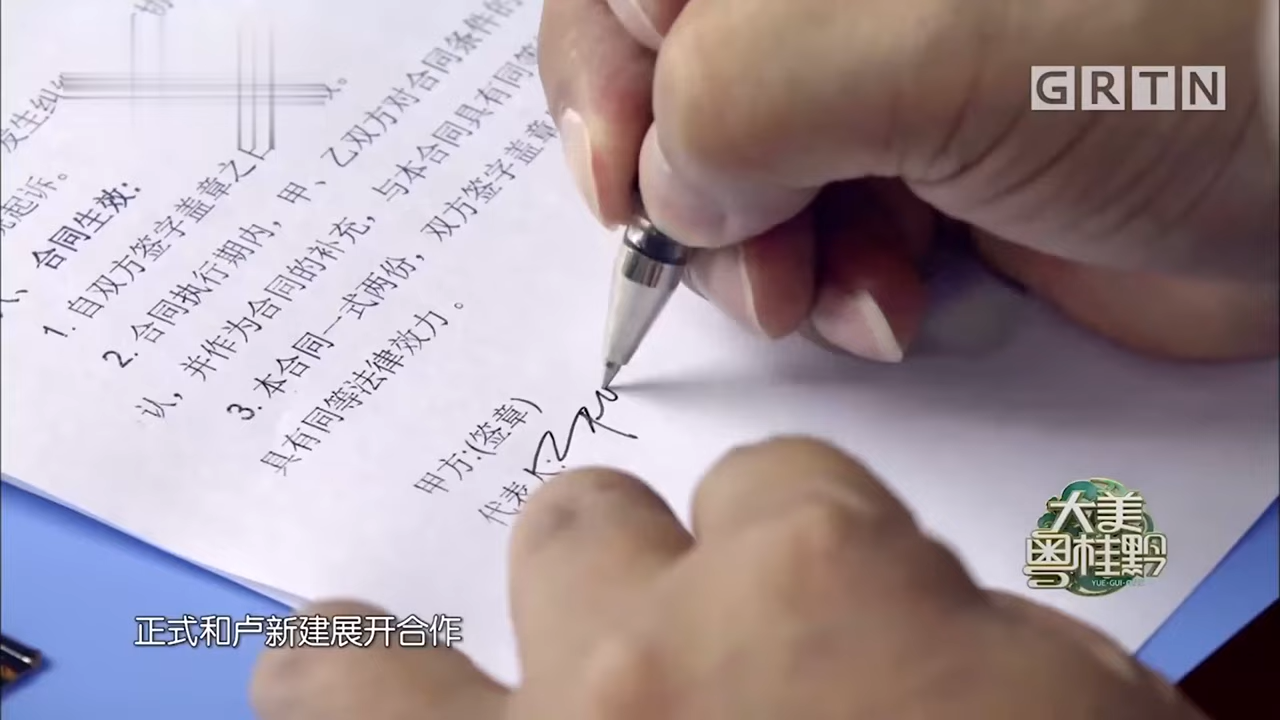 GRTN
发生纠
起诉。
合同生效:
1. 自双方签字盖章之日
2. 合同执行期内，甲、乙双方对合同条件的
认，并作为合同的补充，与本合同具有同等
3. 本合同一式两份，双方签字盖章
具有同等法律效力。
甲方:(签章)
代表
大美
粤桂黔
YUE·GUI
正式和卢新建展开合作